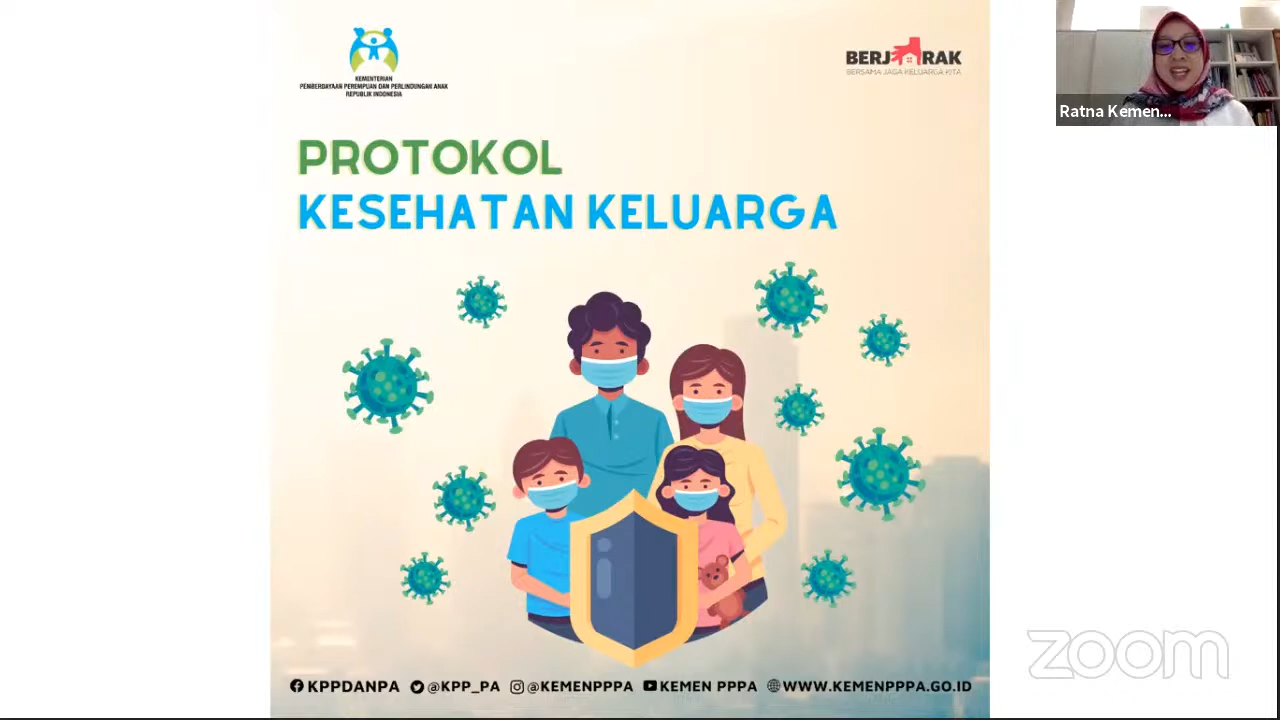 KEMENTERIAN
PEMBERDAYAAN PEREMPUAN DAN PERLINDUNGAN ANAK
REPUBLIK INDONESIA
BERJARAK
BERSAMA JAGA KELUARGA KITA
Ratna Kemen...
PROTOKOL
KESEHATAN KELUARGA
zoom
KPPDANPA @KPP_PA @KEMENPPPA KEMEN PPPA WWW.KEMENPPPA.GO.ID